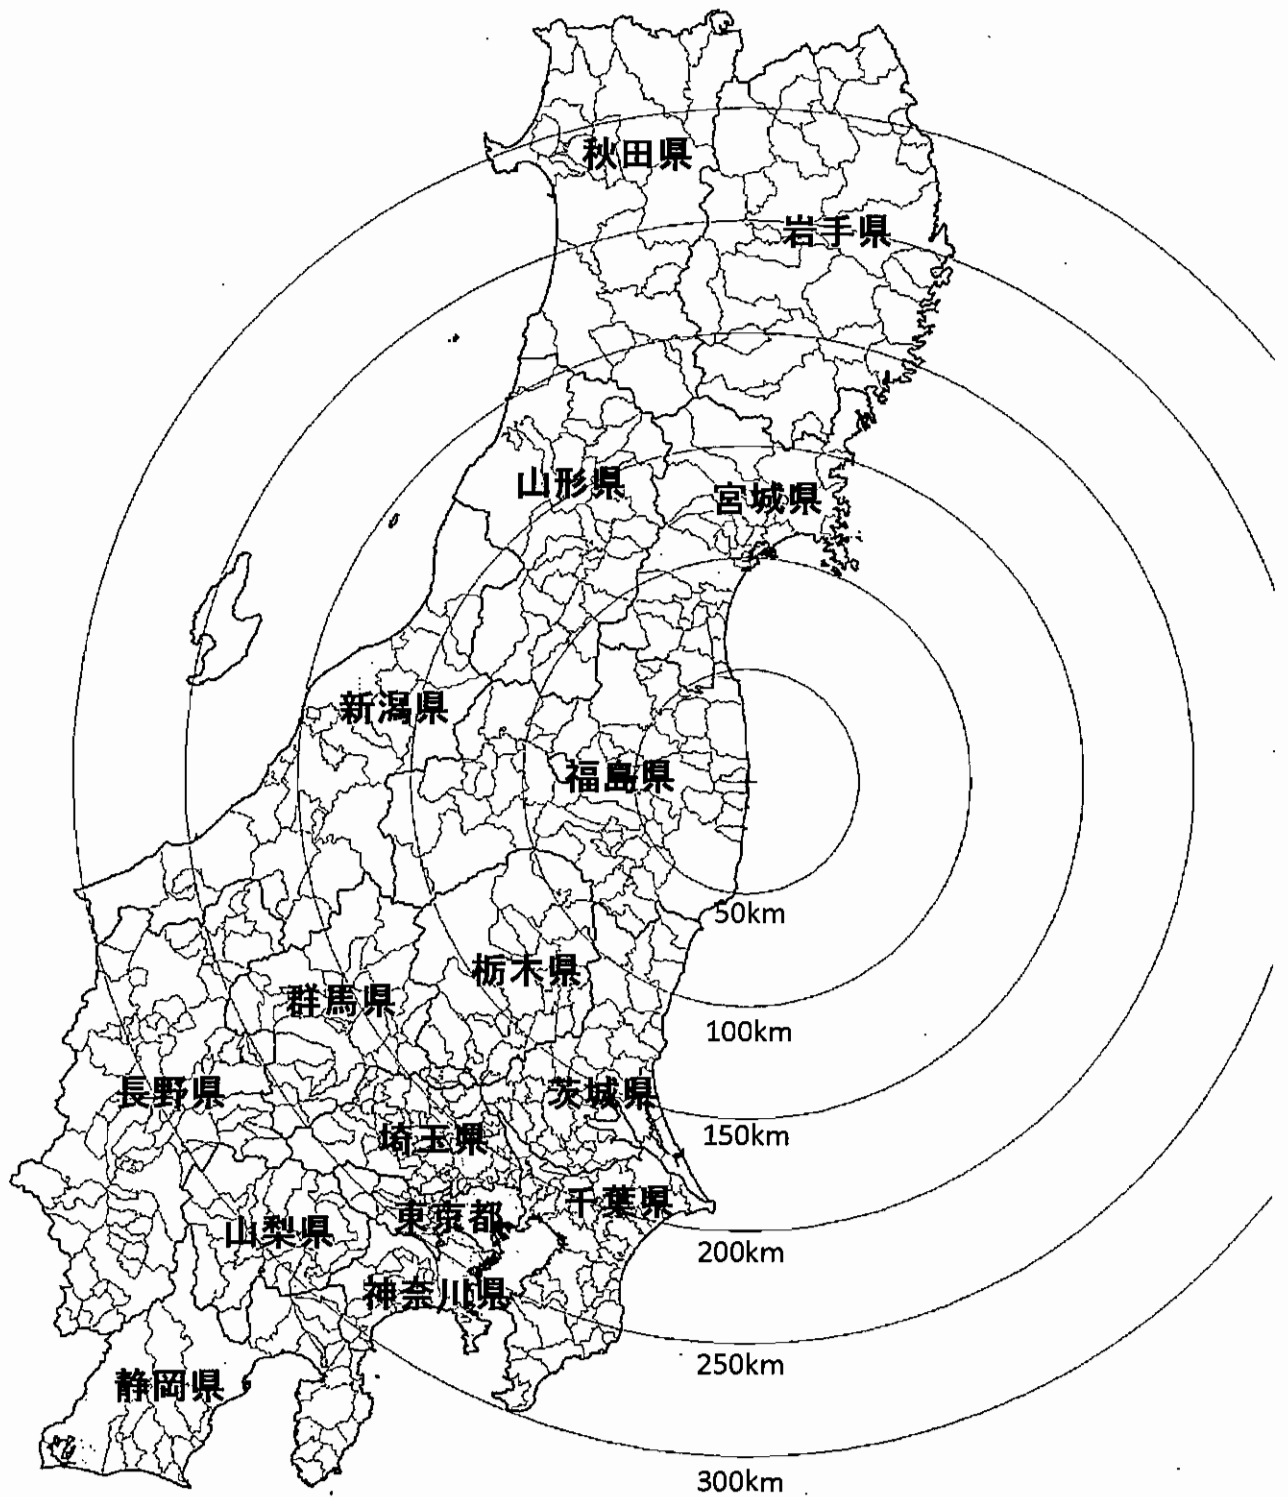 秋田県
岩手県
山形県
宮城県
新潟県
福島県
50km
栃木県
群馬県
100km
長野県
茨城県
150km
埼玉県
千葉県
東京都
山梨県
200km
神奈川県
250km
静岡県
300km